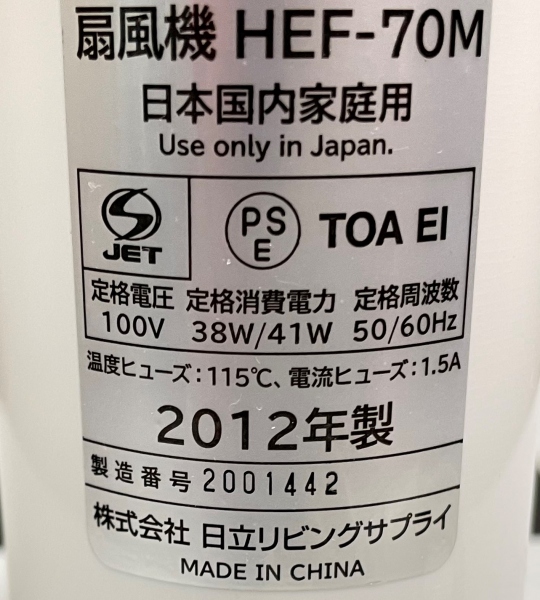 扇風機 HEF-70M
日本国内家庭用
Use only in Japan.
JET
PS
E
TOA EI
定格電圧 定格消費電力 定格周波数
100V 38W/41W 50/60Hz
温度ヒューズ：115℃、電流ヒューズ：1.5A
2012年製
製造番号 2001442
株式会社 日立リビングサプライ
MADE IN CHINA